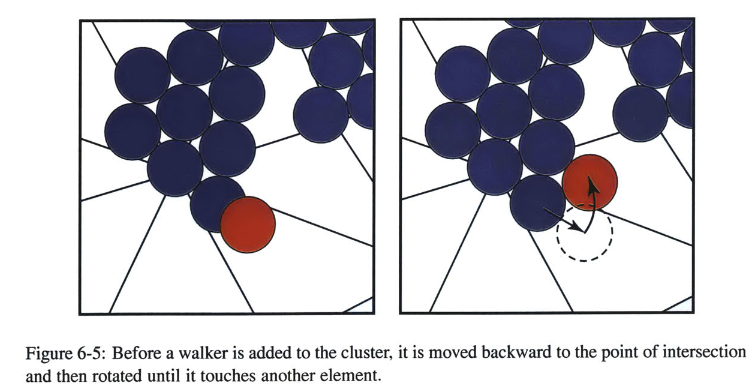 Figure 6-5: Before a walker is added to the cluster, it is moved backward to the point of intersection
and then rotated until it touches another element.